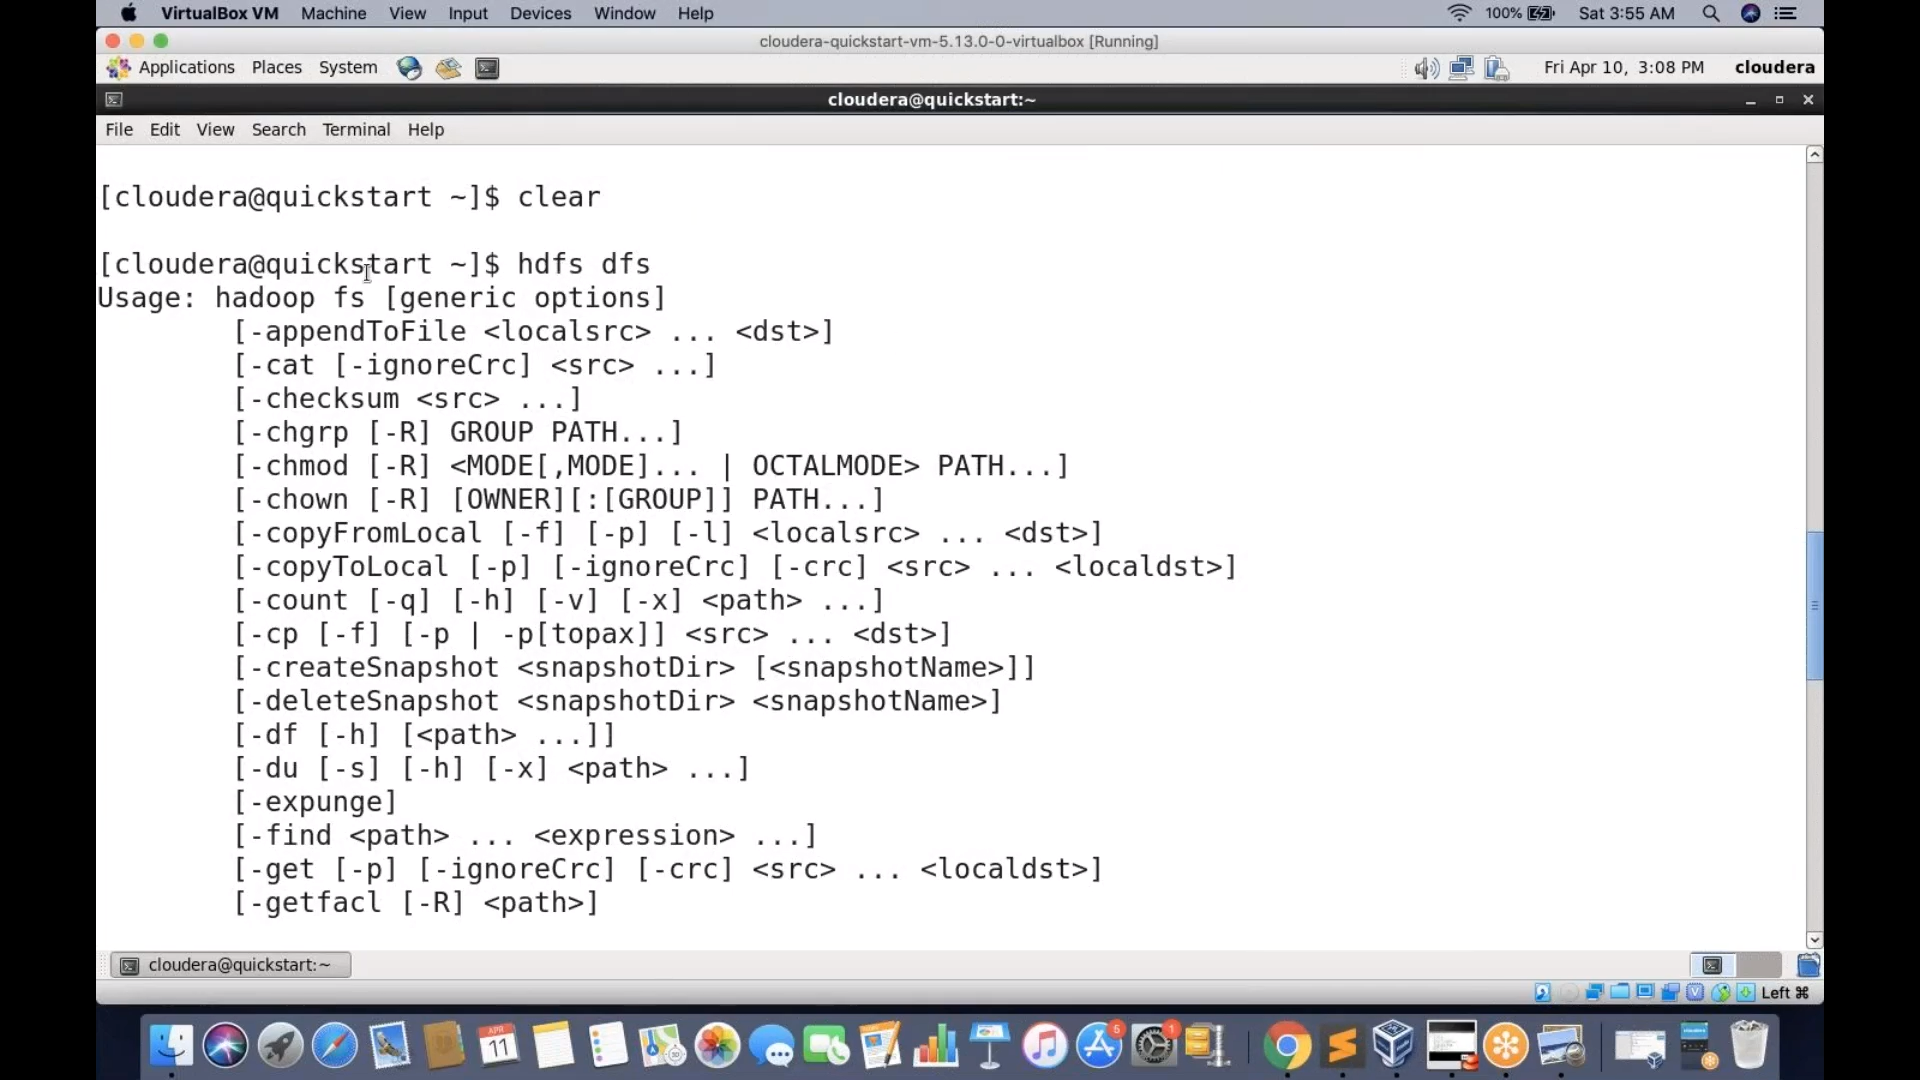 VirtualBox VM Machine View Input Devices Window Help 100% Sat 3:55 AM
cloudera-quickstart-vm-5.13.0-0-virtualbox [Running]
Applications Places System Fri Apr 10, 3:08 PM cloudera
cloudera@quickstart:~
File Edit View Search Terminal Help
[cloudera@quickstart ~]$ clear
[cloudera@quickstart ~]$ hdfs dfs
Usage: hadoop fs [generic options]
[-appendToFile <localsrc> ... <dst>]
[-cat [-ignoreCrc] <src> ...]
[-checksum <src> ...]
[-chgrp [-R] GROUP PATH...]
[-chmod [-R] <MODE[,MODE]... | OCTALMODE> PATH...]
[-chown [-R] [OWNER][:[GROUP]] PATH...]
[-copyFromLocal [-f] [-p] [-l] <localsrc> ... <dst>]
[-copyToLocal [-p] [-ignoreCrc] [-crc] <src> ... <localdst>]
[-count [-q] [-h] [-v] [-x] <path> ...]
[-cp [-f] [-p | -p[topax]] <src> ... <dst>]
[-createSnapshot <snapshotDir> [<snapshotName>]]
[-deleteSnapshot <snapshotDir> <snapshotName>]
[-df [-h] [<path> ...]]
[-du [-s] [-h] [-x] <path> ...]
[-expunge]
[-find <path> ... <expression> ...]
[-get [-p] [-ignoreCrc] [-crc] <src> ... <localdst>]
[-getfacl [-R] <path>]
cloudera@quickstart:~
Left ⌘
APR
11
5
1